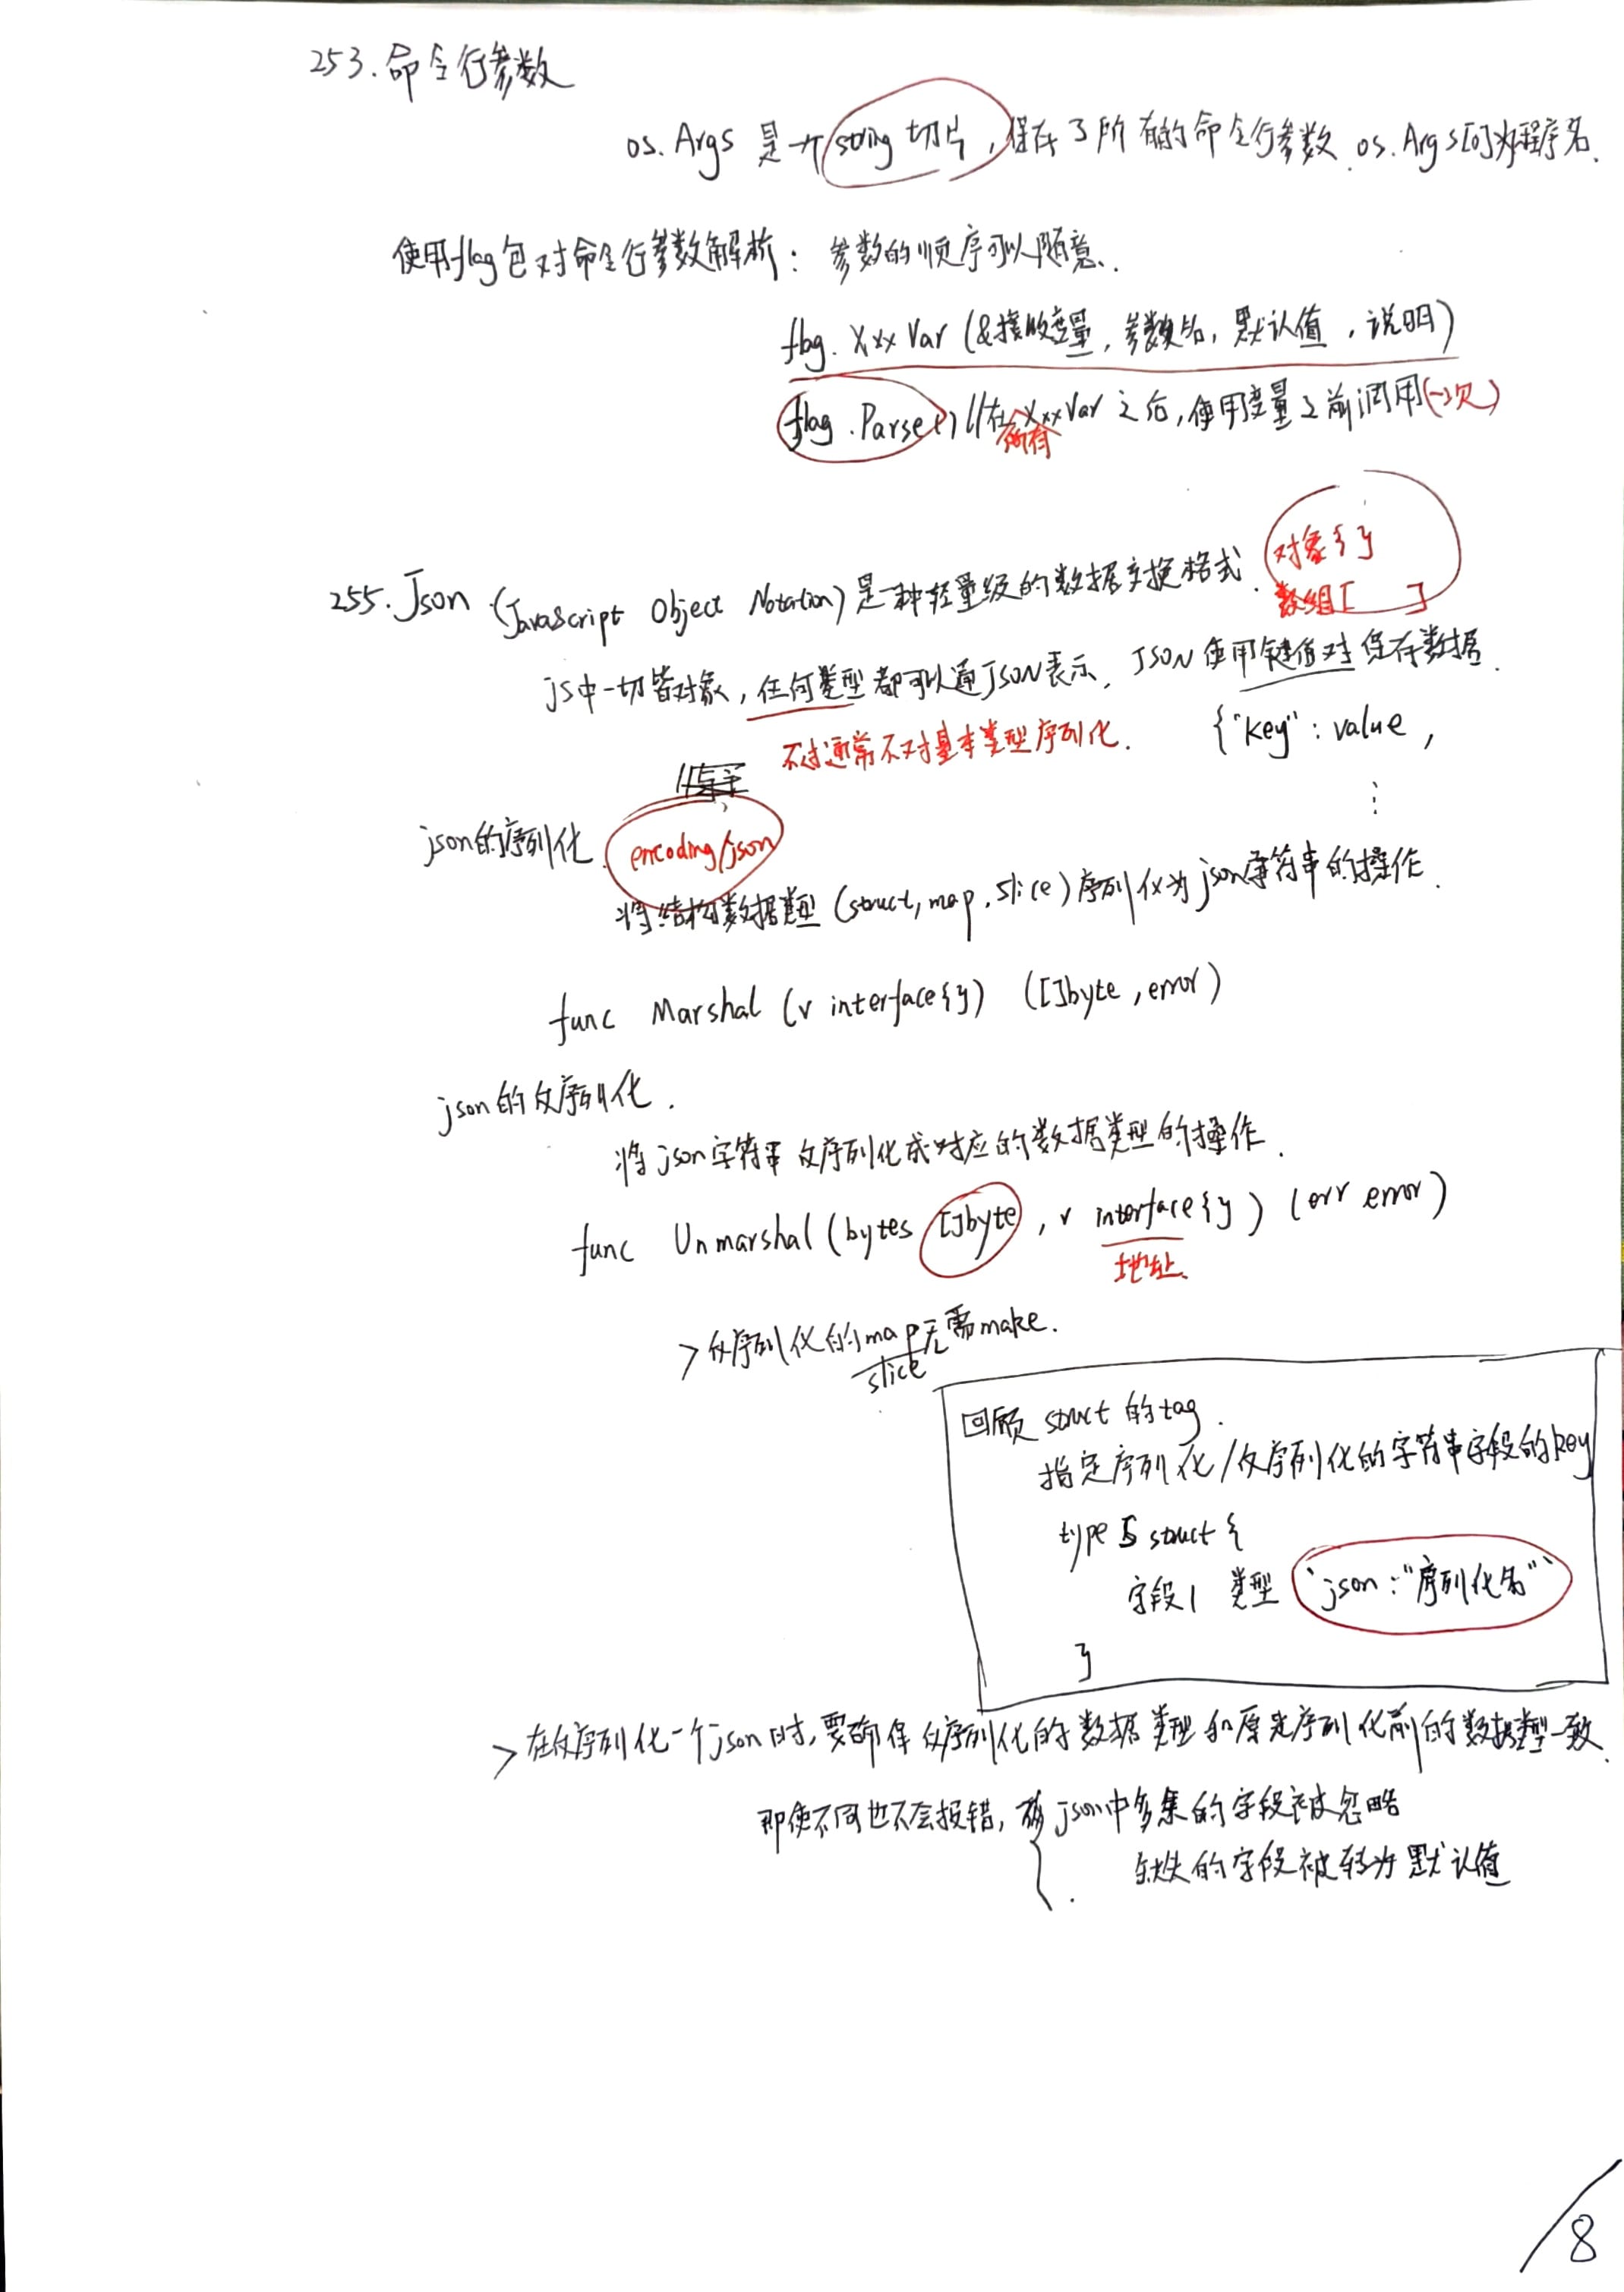 253. 命令行参数
os. Args 是一个string 切片, 保存了所有的命令行参数. os. Args[0]为程序名.
使用flag包对命令行参数解析: 参数的顺序可以随意.
flag. Xxx Var (&接收变量, 参数名, 默认值, 说明)
flag. Parse() //在所有XxxVar 之后, 使用变量之前调用(一次)
对象{ }
数组[ ]
255. Json (JavaScript Object Notation) 是一种轻量级的数据交换格式.
js中一切皆对象, 任何类型都可以通JSON表示. JSON 使用键值对保存数据.
不过通常不对基本类型序列化.
{"key": value,
⋮
json的序列化. encoding/json
将结构数据类型 (struct, map, slice) 序列化为json字符串的操作.
func Marshal (v interface{}) ([]byte, error)
json的反序列化.
将json字符串反序列化成对应的数据类型的操作.
func Unmarshal (bytes []byte, v interface{}) (err error)
地址
> 反序列化的map无需make.
slice
回顾 struct 的tag.
指定序列化/反序列化的字符串字段的key
type S struct {
字段1 类型 `json:"序列化名"`
}
> 在反序列化一个json时, 要确保反序列化的数据类型和原先序列化前的数据类型一致.
即使不同也不会报错, json中多集的字段被忽略
缺失的字段被转为默认值
/8